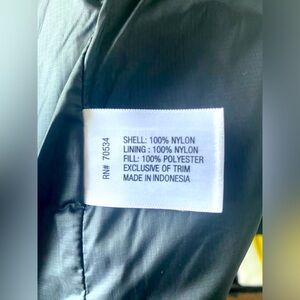 RN# 70534
SHELL: 100% NYLON
LINING : 100% NYLON
FILL: 100% POLYESTER
EXCLUSIVE OF TRIM
MADE IN INDONESIA